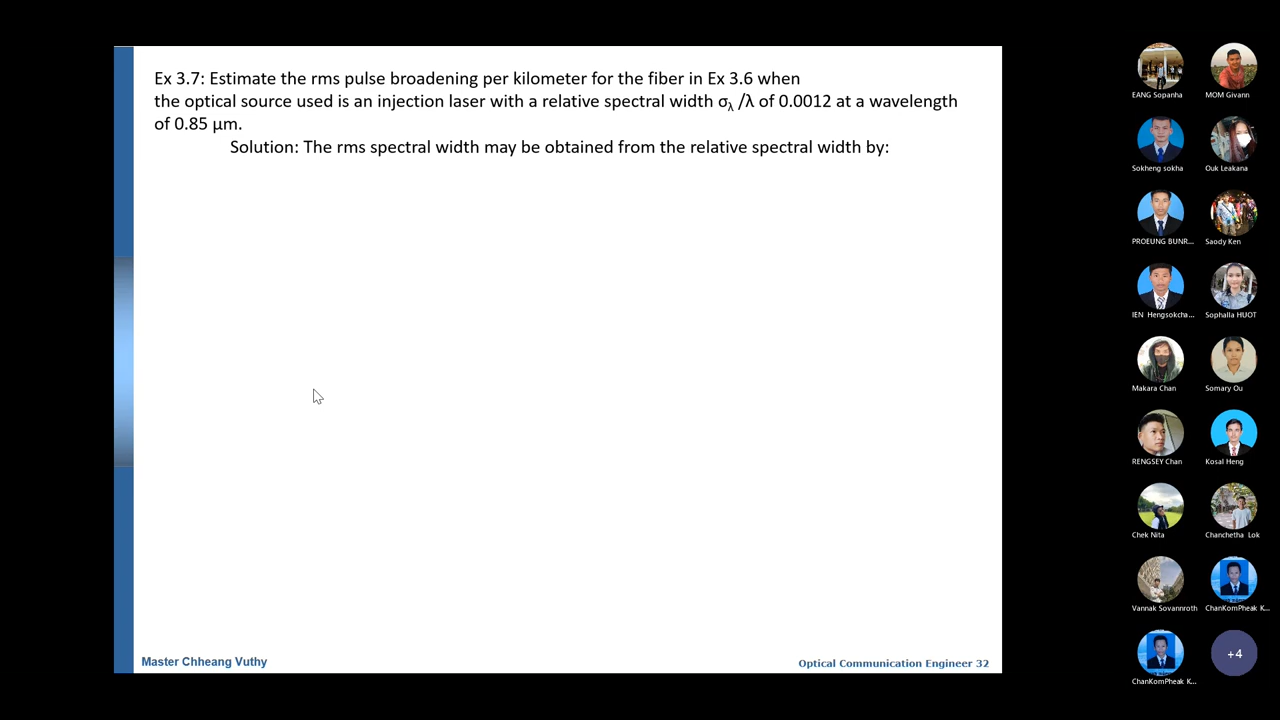 Ex 3.7: Estimate the rms pulse broadening per kilometer for the fiber in Ex 3.6 when
the optical source used is an injection laser with a relative spectral width σλ /λ of 0.0012 at a wavelength
of 0.85 μm.
Solution: The rms spectral width may be obtained from the relative spectral width by:
Master Chheang Vuthy
Optical Communication Engineer 32
EANG Sopanha
MOM Givann
Sokheng sokha
Ouk Leakana
PROEUNG BUNR...
Saody Ken
IEN Hengsokcha...
Sophalla HUOT
Makara Chan
Somary Ou
RENGSEY Chan
Kosal Heng
Chek Nita
Chanchetha Lok
Vannak Sovannroth
ChanKomPheak K...
ChanKomPheak K...
+4